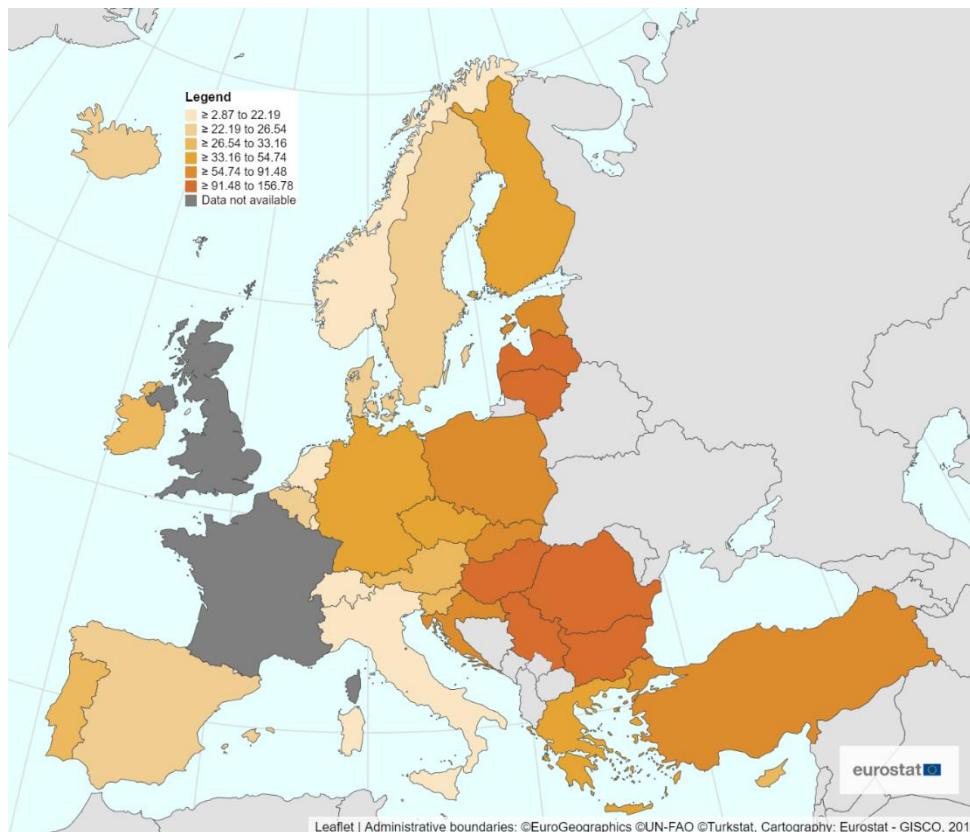 Legend
≥ 2.87 to 22.19
≥ 22.19 to 26.54
≥ 26.54 to 33.16
≥ 33.16 to 54.74
≥ 54.74 to 91.48
≥ 91.48 to 156.78
Data not available
eurostat
Leaflet | Administrative boundaries: ©EuroGeographics ©UN-FAO ©Turkstat, Cartography: Eurostat - GISCO, 201